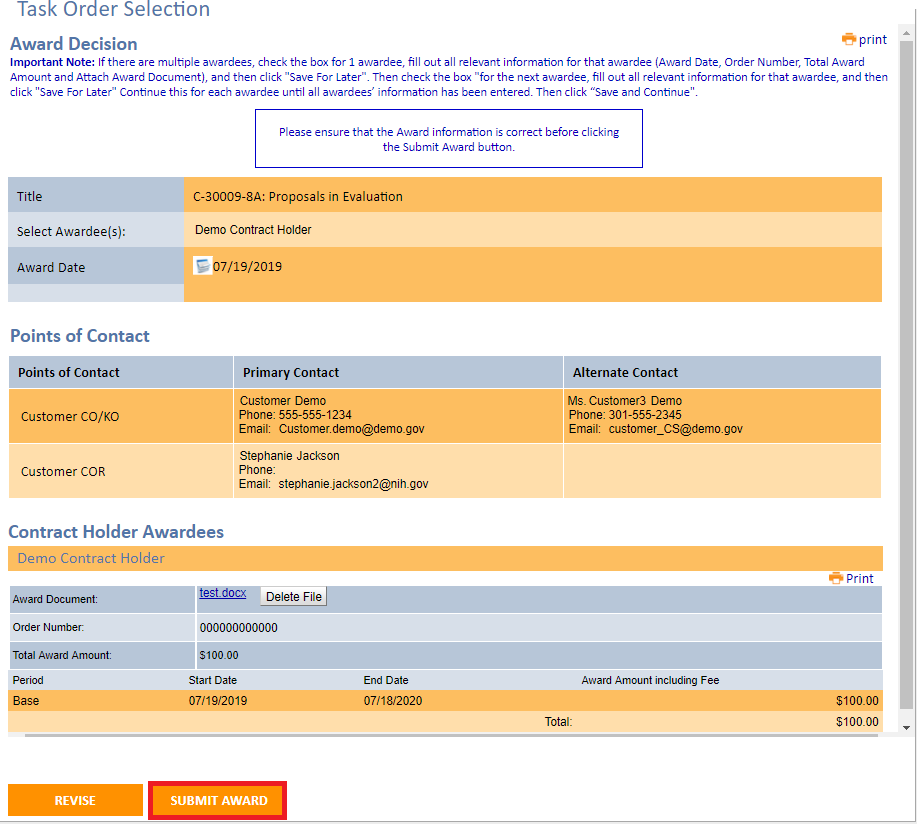 Task Order Selection
Award Decision
print
Important Note: If there are multiple awardees, check the box for 1 awardee, fill out all relevant information for that awardee (Award Date, Order Number, Total Award
Amount and Attach Award Document), and then click "Save For Later". Then check the box "for the next awardee, fill out all relevant information for that awardee, and then
click "Save For Later" Continue this for each awardee until all awardees’ information has been entered. Then click “Save and Continue".
Please ensure that the Award information is correct before clicking
the Submit Award button.
Title C-30009-8A: Proposals in Evaluation
Select Awardee(s): Demo Contract Holder
Award Date 07/19/2019
Points of Contact
Points of Contact Primary Contact Alternate Contact
Customer CO/KO
Customer Demo
Phone: 555-555-1234
Email: Customer.demo@demo.gov
Ms. Customer3 Demo
Phone: 301-555-2345
Email: customer_CS@demo.gov
Customer COR
Stephanie Jackson
Phone:
Email: stephanie.jackson2@nih.gov
Contract Holder Awardees
Demo Contract Holder
Print
Award Document: test.docx Delete File
Order Number: 000000000000
Total Award Amount: $100.00
Period Start Date End Date Award Amount including Fee
Base 07/19/2019 07/18/2020 $100.00
Total: $100.00
REVISE SUBMIT AWARD